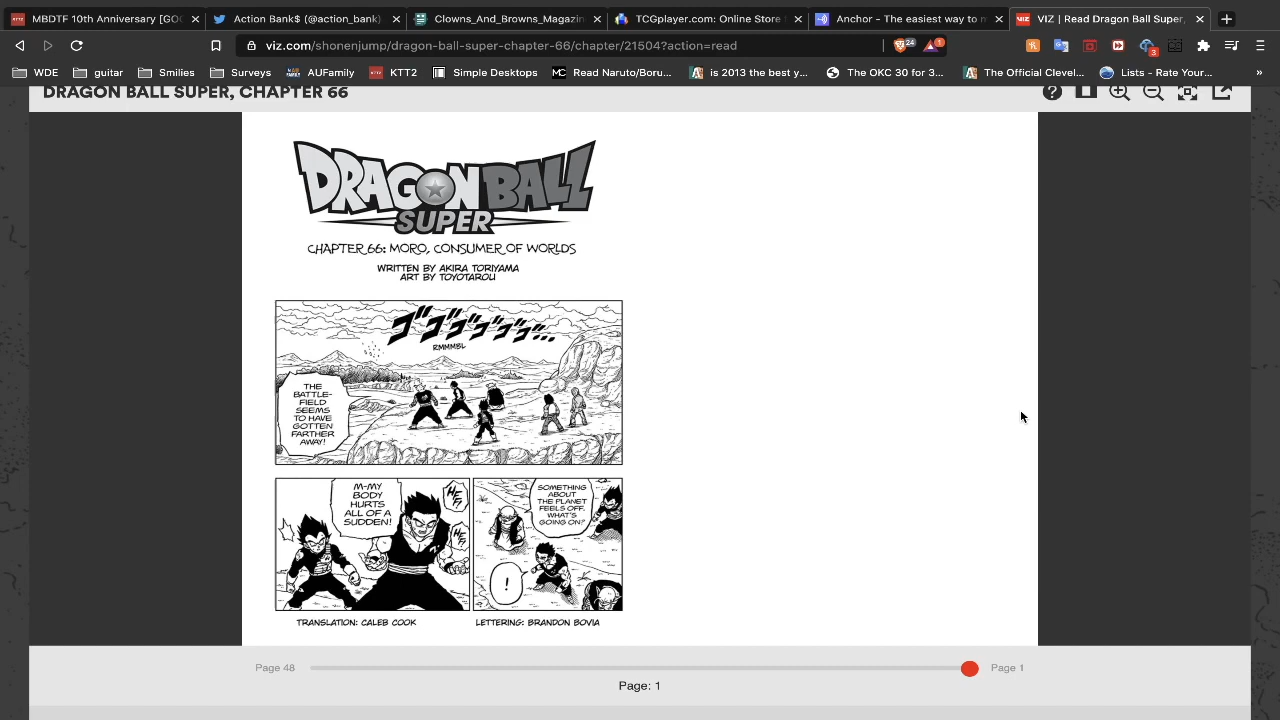 MBDTF 10th Anniversary [GO
Action Bank$ (@action_bank)
Clowns_And_Browns_Magazin
TCGplayer.com: Online Store
Anchor - The easiest way to m
VIZ | Read Dragon Ball Super,
viz.com/shonenjump/dragon-ball-super-chapter-66/chapter/21504?action=read
24
1
3
WDE
guitar
Smilies
Surveys
AUFamily
KTT2
Simple Desktops
Read Naruto/Boru...
is 2013 the best y...
The OKC 30 for 3...
The Official Clevel...
Lists - Rate Your...
»
DRAGON BALL SUPER, CHAPTER 66
DRAGON BALL
SUPER
CHAPTER 66: MORO, CONSUMER OF WORLDS
WRITTEN BY AKIRA TORIYAMA
ART BY TOYOTAROU
ゴゴゴゴゴゴ...
RMMMBL
THE
BATTLE-
FIELD
SEEMS
TO HAVE
GOTTEN
FARTHER
AWAY!
M-MY
BODY
HURTS
ALL OF A
SUDDEN!
HEF!
HEF!
SOMETHING
ABOUT
THE PLANET
FEELS OFF.
WHAT'S
GOING ON?
!
TRANSLATION: CALEB COOK
LETTERING: BRANDON BOVIA
Page 48
Page 1
Page: 1